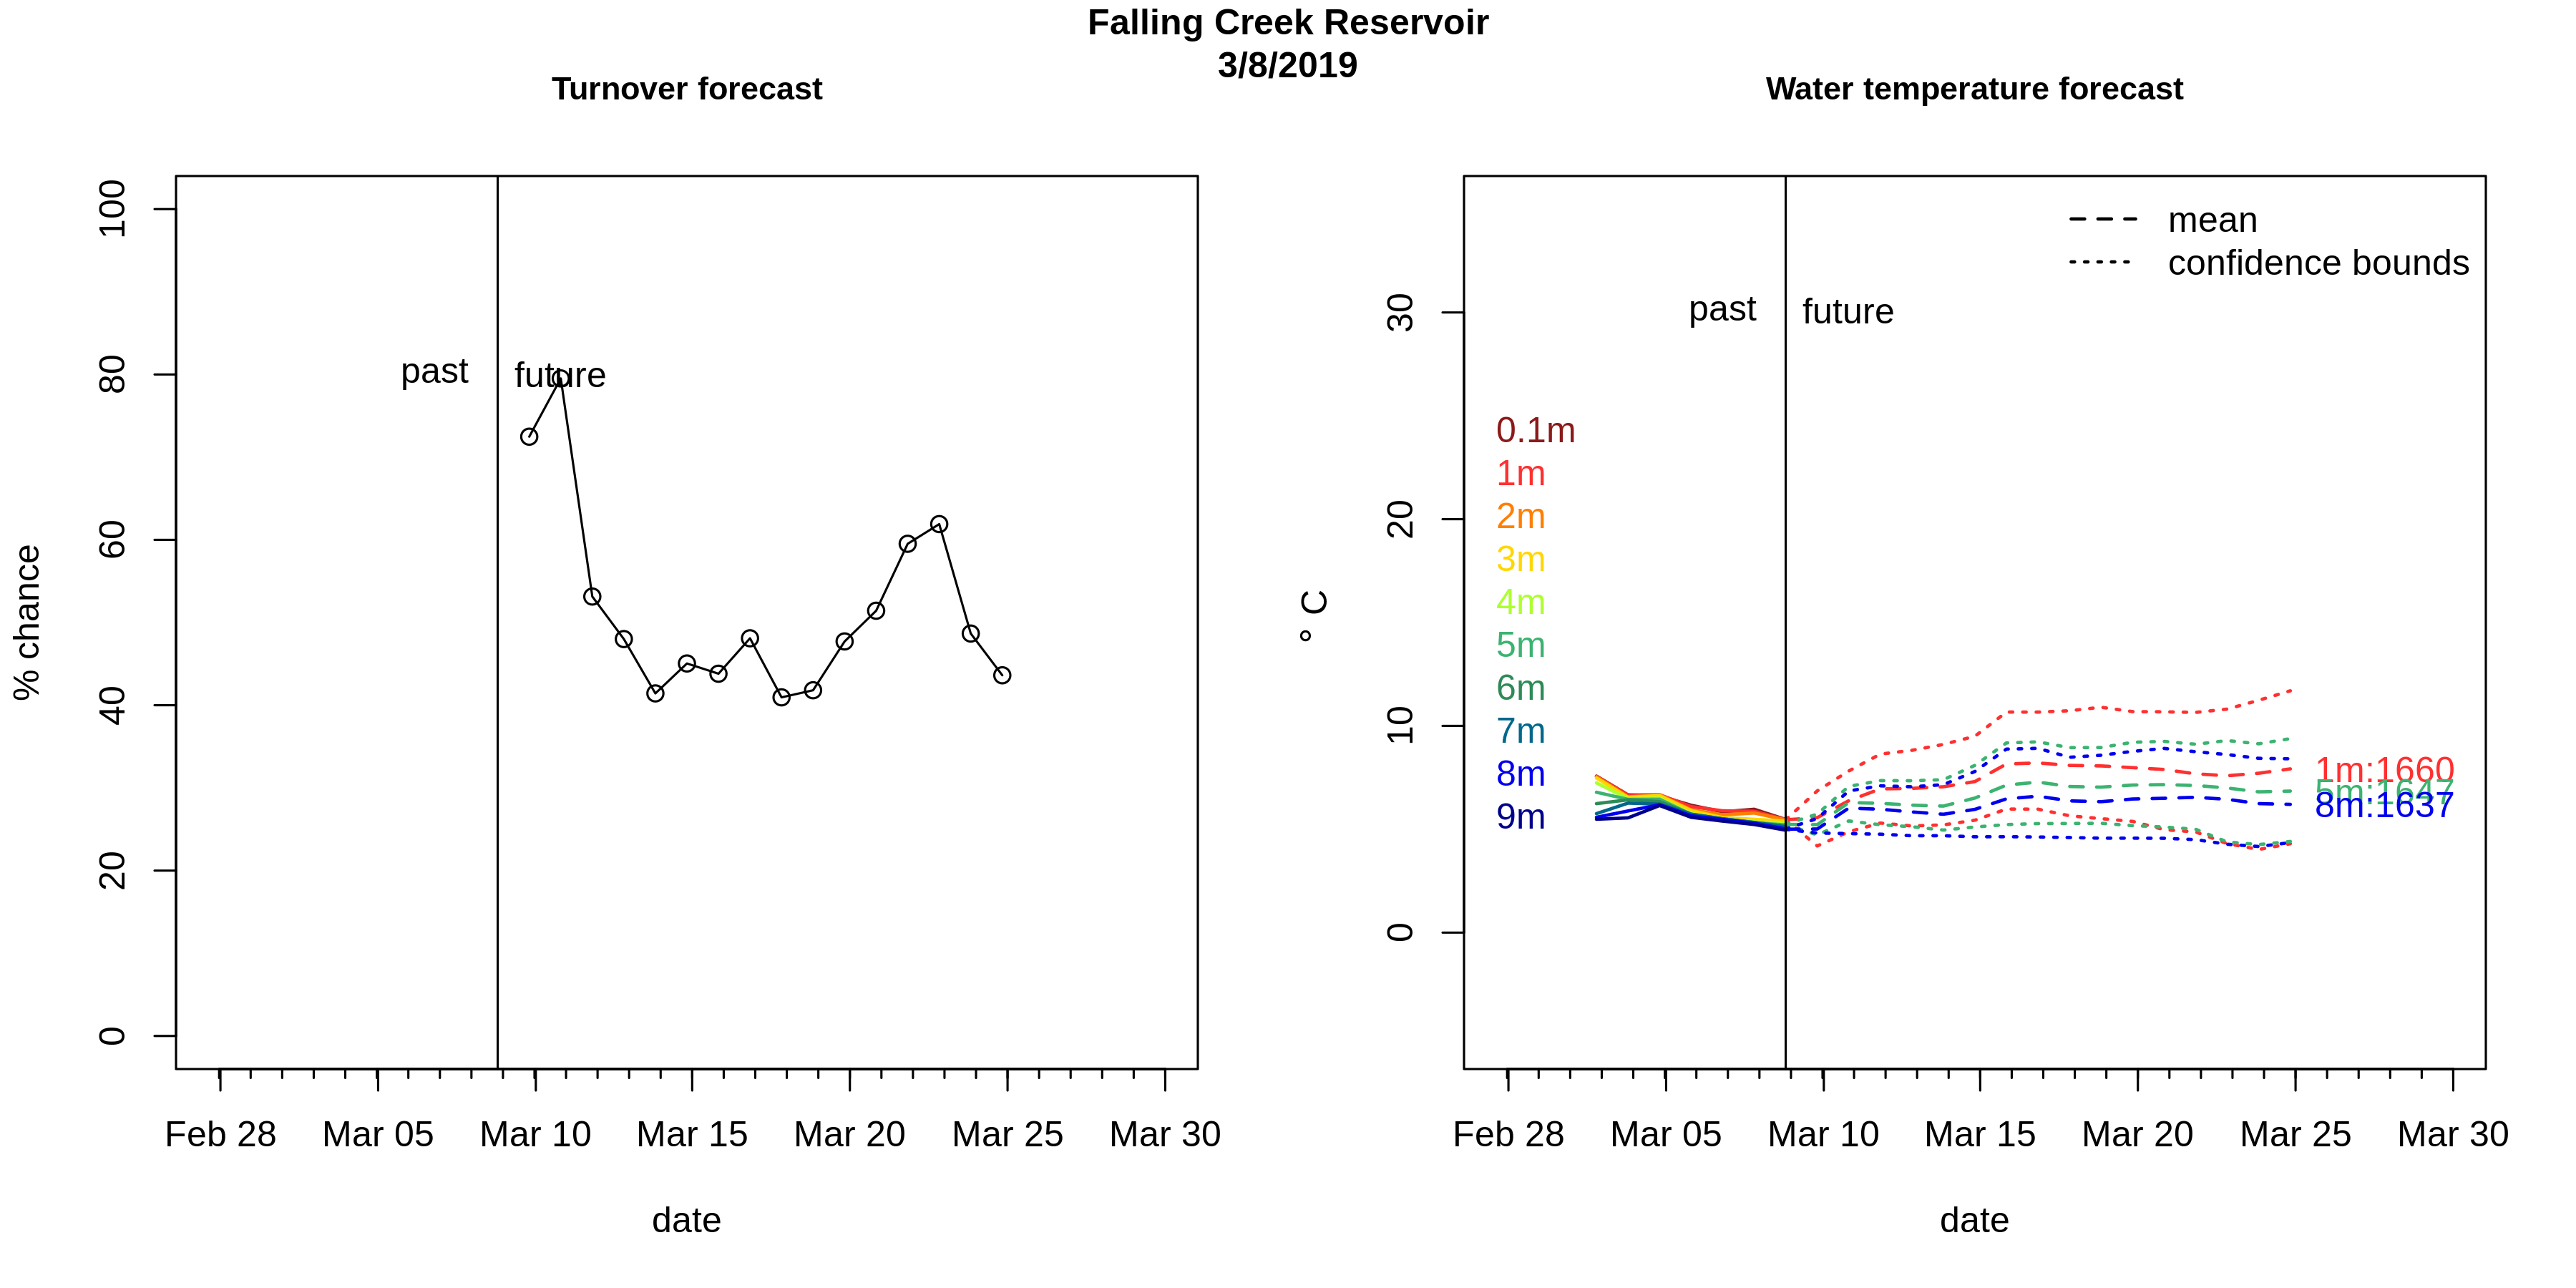 Falling Creek Reservoir
3/8/2019
Turnover forecast
% chance
100
80
60
40
20
0
past
future
Feb 28
Mar 05
Mar 10
Mar 15
Mar 20
Mar 25
Mar 30
date
Water temperature forecast
° C
30
20
10
0
mean
confidence bounds
past
future
0.1m
1m
2m
3m
4m
5m
6m
7m
8m
9m
1m:1660
5m:1647
8m:1637
Feb 28
Mar 05
Mar 10
Mar 15
Mar 20
Mar 25
Mar 30
date